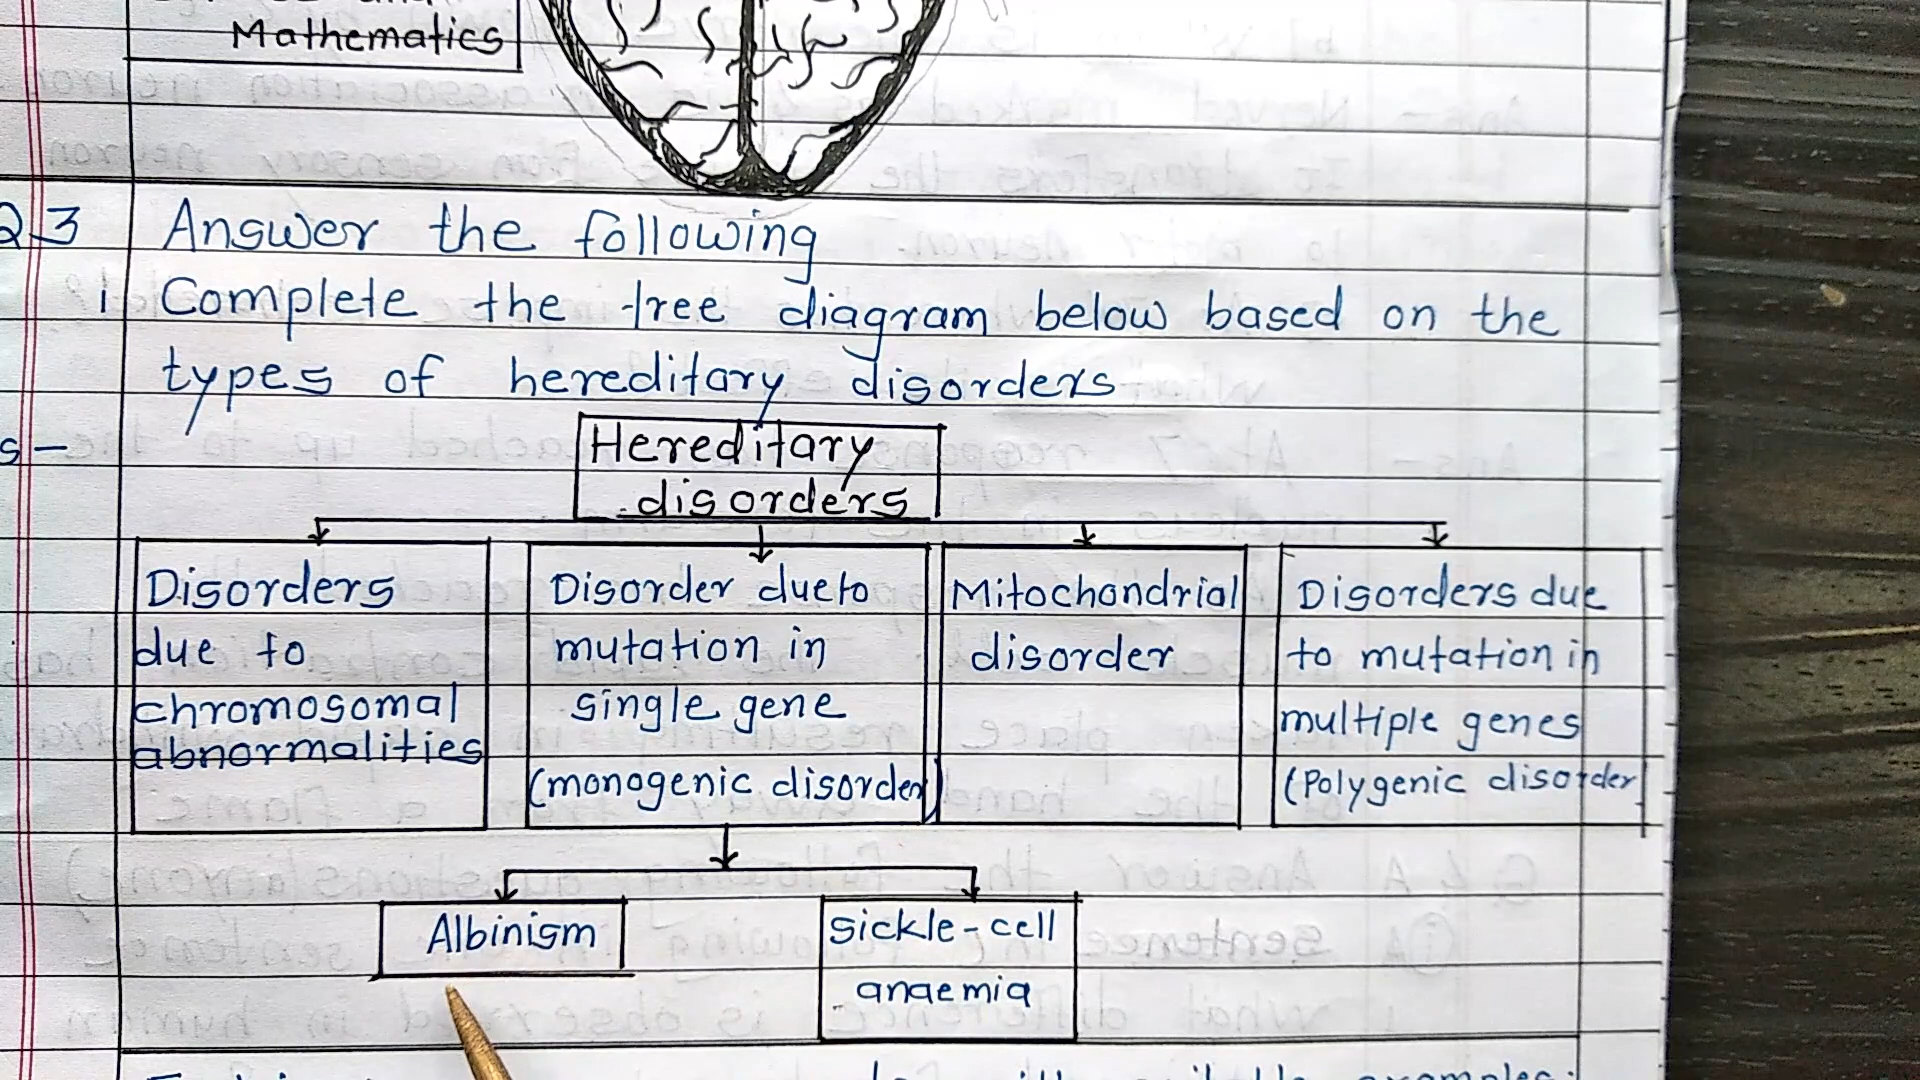 Mathematics
Q.3 Answer the following
i Complete the tree diagram below based on the
types of hereditary disorders
s -
Hereditary
disorders
Disorders
due to
chromosomal
abnormalities
Disorder due to
mutation in
single gene
(monogenic disorder)
Mitochondrial
disorder
Disorders due
to mutation in
multiple genes
(Polygenic disorder
Albinism
Sickle-cell
anaemia